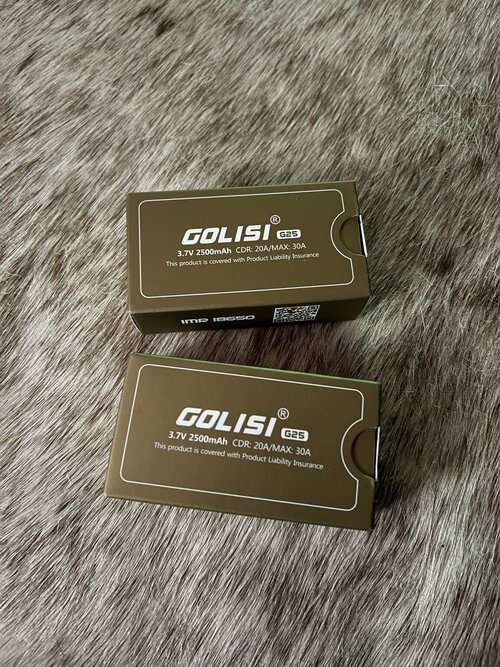 GOLISI® G25
3.7V 2500mAh CDR: 20A/MAX: 30A
This product is covered with Product Liability Insurance
IMR 18650
GOLISI® G25
3.7V 2500mAh CDR: 20A/MAX: 30A
This product is covered with Product Liability Insurance